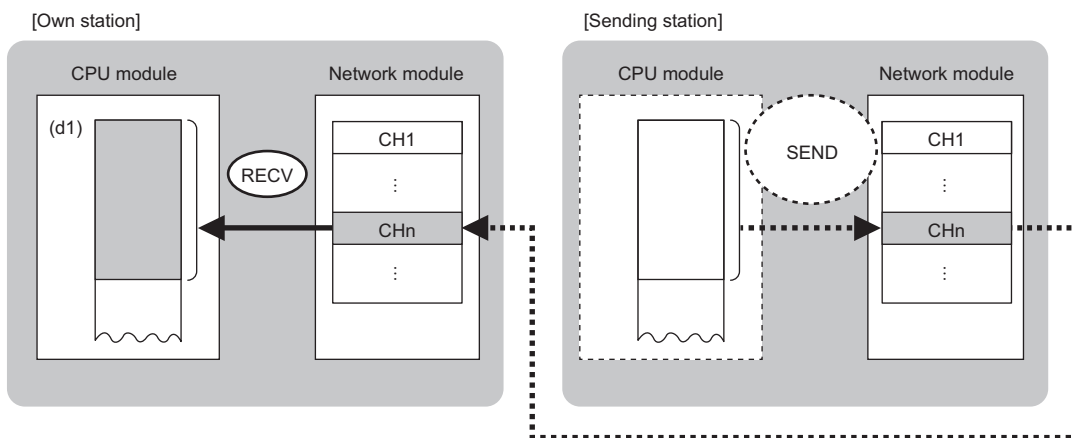 [Own station]
CPU module
Network module
(d1)
RECV
CH1
⋮
CHn
⋮
[Sending station]
CPU module
Network module
SEND
CH1
⋮
CHn
⋮